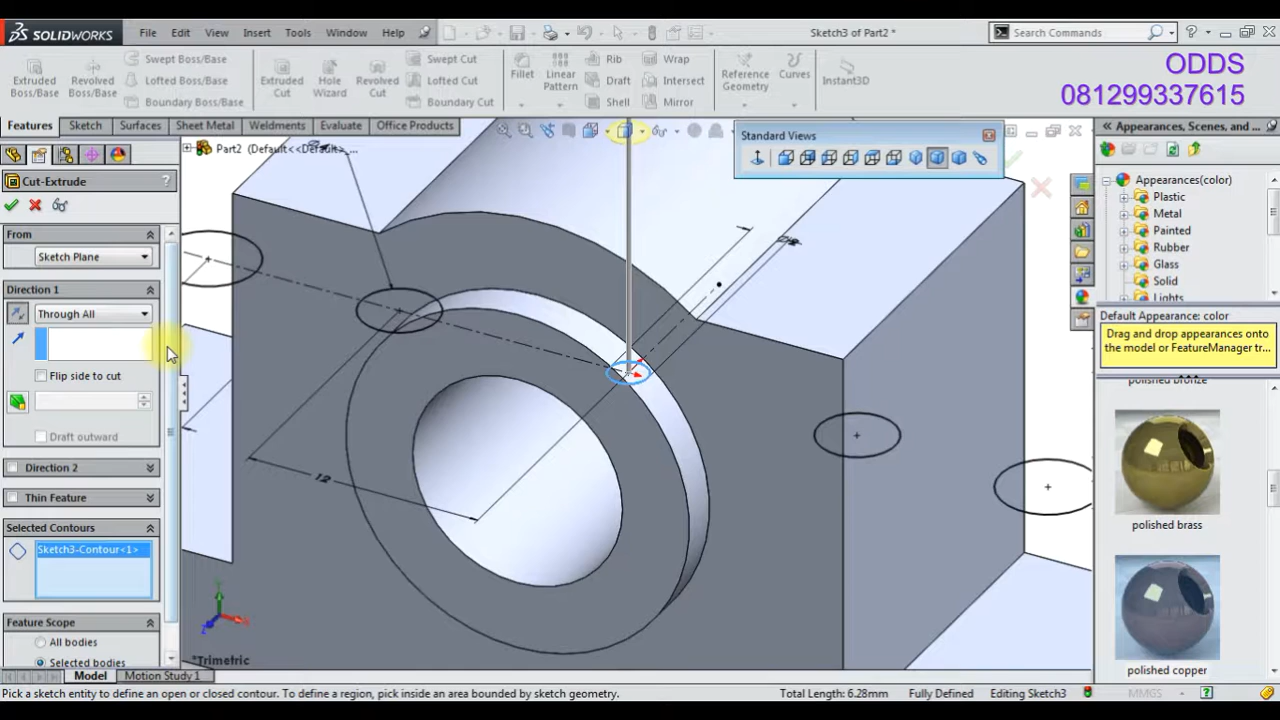 SOLIDWORKS File Edit View Insert Tools Window Help Sketch3 of Part2 * Search Commands
ODDS
081299337615
Extruded Boss/Base Revolved Boss/Base Swept Boss/Base Lofted Boss/Base Boundary Boss/Base Extruded Cut Hole Wizard Revolved Cut Swept Cut Lofted Cut Boundary Cut Fillet Linear Pattern Rib Draft Shell Wrap Intersect Mirror Reference Geometry Curves Instant3D
Features Sketch Surfaces Sheet Metal Weldments Evaluate Office Products
Standard Views
Appearances, Scenes, and ...
Part2 (Default<<Default>_...
Cut-Extrude ?
From
Sketch Plane
Direction 1
Through All
Flip side to cut
Draft outward
Direction 2
Thin Feature
Selected Contours
Sketch3-Contour<1>
Feature Scope
All bodies
Selected bodies
12
Y
X
Z
*Trimetric
Appearances(color)
Plastic
Metal
Painted
Rubber
Glass
Sand
Lights
Default Appearance: color
Drag and drop appearances onto
the model or FeatureManager tr...
polished bronze
polished brass
polished copper
Model Motion Study 1
Pick a sketch entity to define an open or closed contour. To define a region, pick inside an area bounded by sketch geometry. Total Length: 6.28mm Fully Defined Editing Sketch3 MMGS